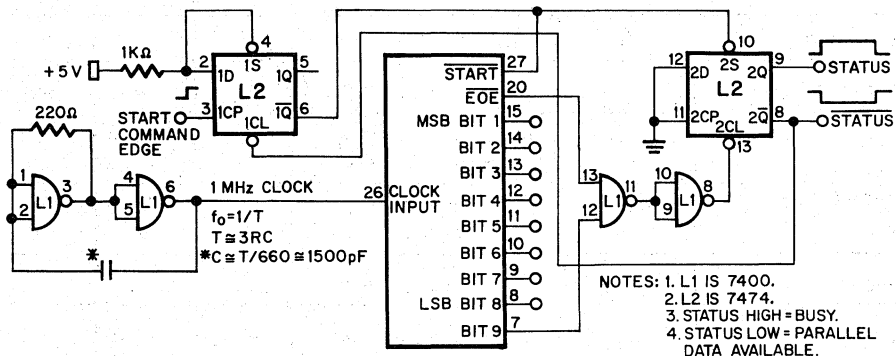 4
10
1KΩ
2
1D
1S
1Q
5
12
2D
2S
2Q
9
+5V
L2
START
27
L2
STATUS
3
1CP
1Q
6
EOE
20
11
2CP
2Q
8
STATUS
START
COMMAND
EDGE
1CL
MSB BIT 1
15
2CL
13
220Ω
BIT 2
14
1
2
L1
3
4
5
L1
6
1 MHz CLOCK
26
CLOCK
INPUT
BIT 3
13
13
12
L1
11
10
9
L1
8
BIT 4
12
f₀=1/T
T≅3RC
*C≅T/660≅1500pF
BIT 5
11
BIT 6
10
*
BIT 7
9
LSB BIT 8
8
BIT 9
7
NOTES: 1. L1 IS 7400.
2. L2 IS 7474.
3. STATUS HIGH = BUSY.
4. STATUS LOW = PARALLEL
DATA AVAILABLE.